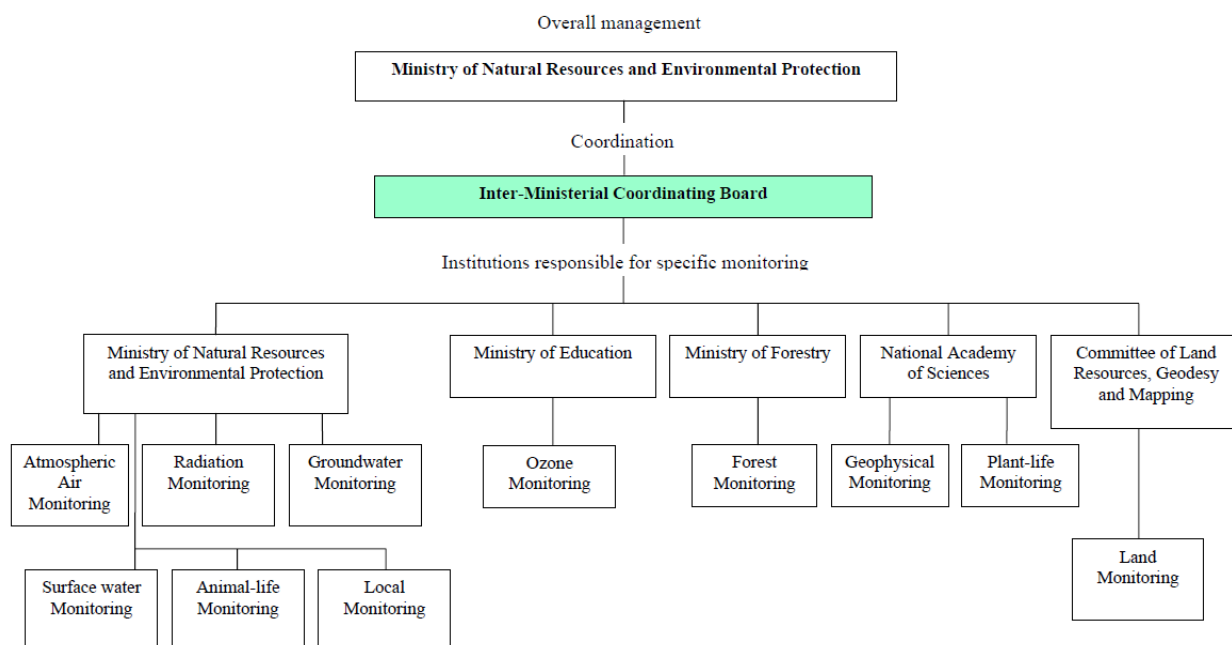 Overall management
Ministry of Natural Resources and Environmental Protection
Coordination
Inter-Ministerial Coordinating Board
Institutions responsible for specific monitoring
Ministry of Natural Resources
and Environmental Protection
Ministry of Education
Ministry of Forestry
National Academy
of Sciences
Committee of Land
Resources, Geodesy
and Mapping
Atmospheric
Air
Monitoring
Radiation
Monitoring
Groundwater
Monitoring
Ozone
Monitoring
Forest
Monitoring
Geophysical
Monitoring
Plant-life
Monitoring
Land
Monitoring
Surface water
Monitoring
Animal-life
Monitoring
Local
Monitoring